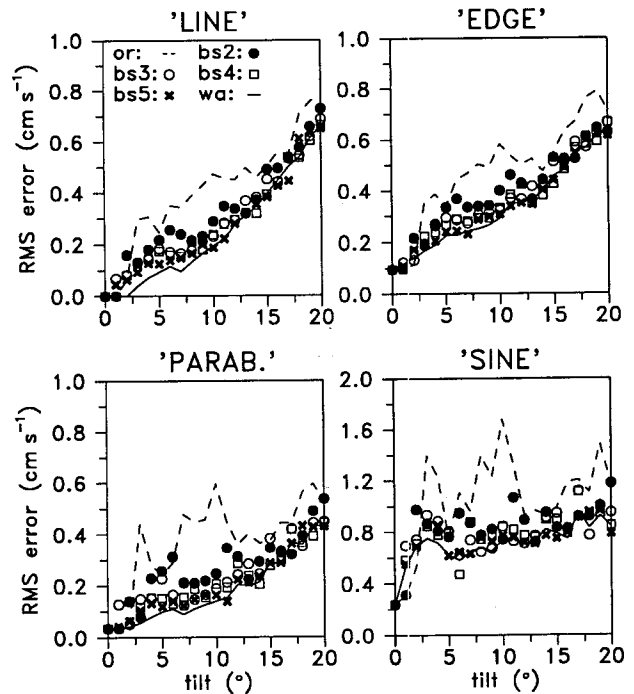 'LINE' 'EDGE'
RMS error (cm s⁻¹)
1.0 0.8 0.6 0.4 0.2 0.0
or: -- bs2: ●
bs3: ○ bs4: □
bs5: × wa: —
0 5 10 15 20
1.0 0.8 0.6 0.4 0.2 0.0
0 5 10 15 20
'PARAB.' 'SINE'
RMS error (cm s⁻¹)
1.0 0.8 0.6 0.4 0.2 0.0
0 5 10 15 20
tilt (°)
2.0 1.6 1.2 0.8 0.4 0.0
0 5 10 15 20
tilt (°)